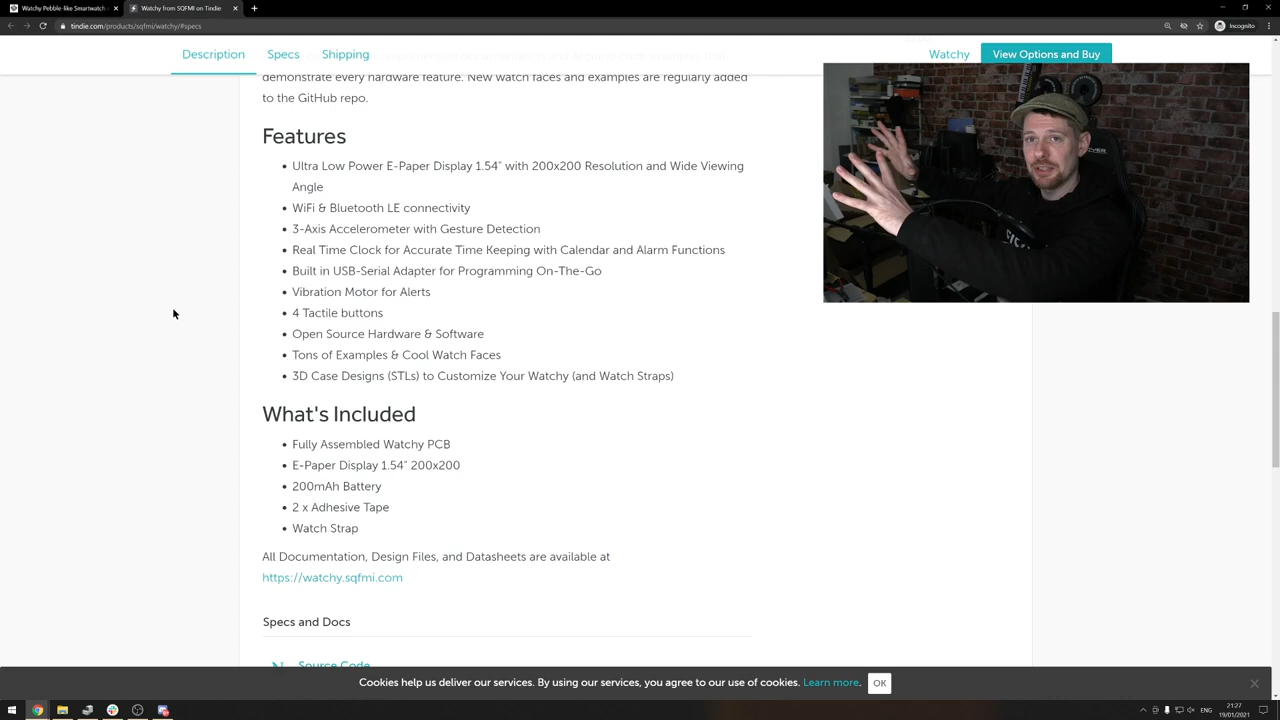 Watchy Pebble-like Smartwatch
Watchy from SQFMI on Tindie
tindie.com/products/sqfmi/watchy/#specs
Incognito
Description
Specs
Shipping
Watchy
View Options and Buy
demonstrate every hardware feature. New watch faces and examples are regularly added
to the GitHub repo.
Features
• Ultra Low Power E-Paper Display 1.54" with 200x200 Resolution and Wide Viewing
Angle
• WiFi & Bluetooth LE connectivity
• 3-Axis Accelerometer with Gesture Detection
• Real Time Clock for Accurate Time Keeping with Calendar and Alarm Functions
• Built in USB-Serial Adapter for Programming On-The-Go
• Vibration Motor for Alerts
• 4 Tactile buttons
• Open Source Hardware & Software
• Tons of Examples & Cool Watch Faces
• 3D Case Designs (STLs) to Customize Your Watchy (and Watch Straps)
What's Included
• Fully Assembled Watchy PCB
• E-Paper Display 1.54" 200x200
• 200mAh Battery
• 2 x Adhesive Tape
• Watch Strap
All Documentation, Design Files, and Datasheets are available at
https://watchy.sqfmi.com
Specs and Docs
Source Code
Cookies help us deliver our services. By using our services, you agree to our use of cookies. Learn more.
OK
ENG
21:27
19/01/2021